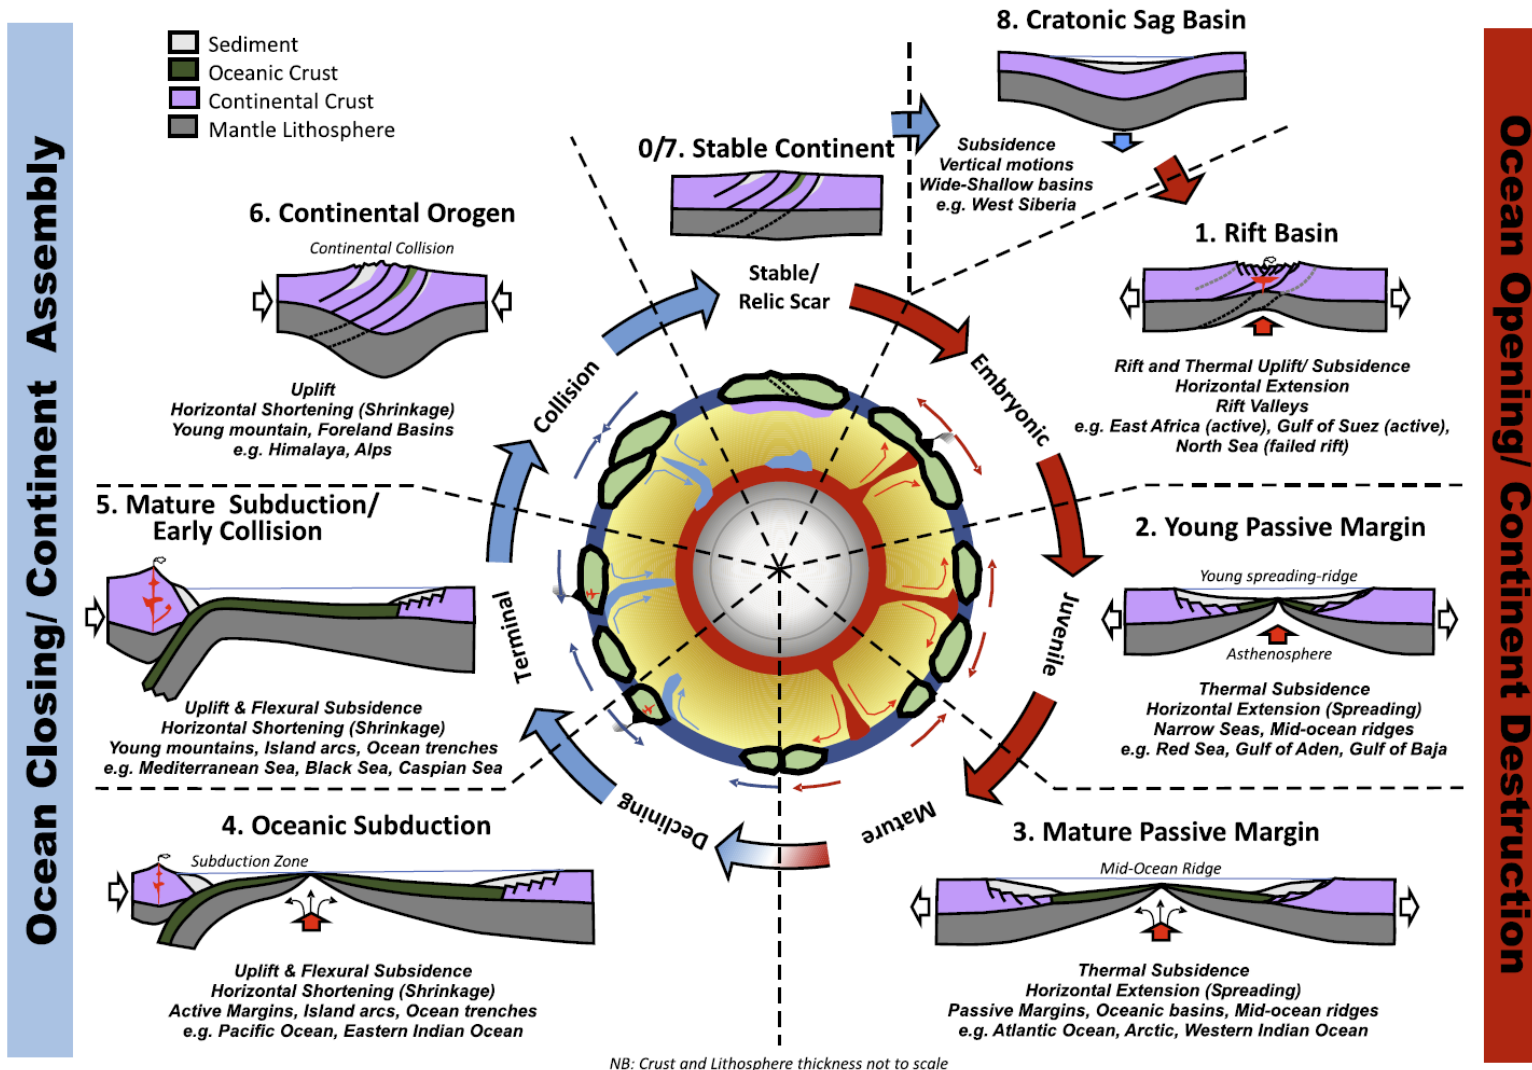 Ocean Closing/ Continent Assembly
Ocean Opening/ Continent Destruction
Sediment
Oceanic Crust
Continental Crust
Mantle Lithosphere
8. Cratonic Sag Basin
Subsidence
Vertical motions
Wide-Shallow basins
e.g. West Siberia
0/7. Stable Continent
Stable/
Relic Scar
6. Continental Orogen
Continental Collision
Uplift
Horizontal Shortening (Shrinkage)
Young mountain, Foreland Basins
e.g. Himalaya, Alps
1. Rift Basin
Rift and Thermal Uplift/ Subsidence
Horizontal Extension
Rift Valleys
e.g. East Africa (active), Gulf of Suez (active),
North Sea (failed rift)
Collision
Embryonic
5. Mature Subduction/
Early Collision
Uplift & Flexural Subsidence
Horizontal Shortening (Shrinkage)
Young mountains, Island arcs, Ocean trenches
e.g. Mediterranean Sea, Black Sea, Caspian Sea
2. Young Passive Margin
Young spreading-ridge
Asthenosphere
Thermal Subsidence
Horizontal Extension (Spreading)
Narrow Seas, Mid-ocean ridges
e.g. Red Sea, Gulf of Aden, Gulf of Baja
Terminal
Juvenile
Declining
Mature
4. Oceanic Subduction
Subduction Zone
Uplift & Flexural Subsidence
Horizontal Shortening (Shrinkage)
Active Margins, Island arcs, Ocean trenches
e.g. Pacific Ocean, Eastern Indian Ocean
3. Mature Passive Margin
Mid-Ocean Ridge
Thermal Subsidence
Horizontal Extension (Spreading)
Passive Margins, Oceanic basins, Mid-ocean ridges
e.g. Atlantic Ocean, Arctic, Western Indian Ocean
NB: Crust and Lithosphere thickness not to scale